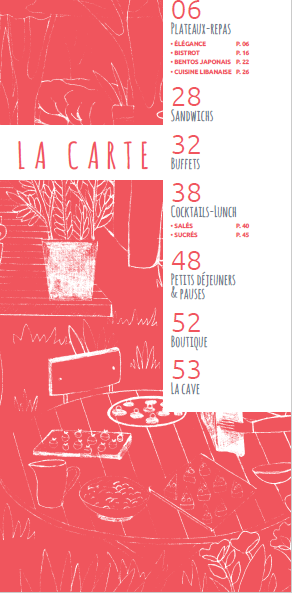 06
PLATEAUX-REPAS
• ÉLÉGANCE P. 06
• BISTROT P. 16
• BENTOS JAPONAIS P. 22
• CUISINE LIBANAISE P. 26
28
SANDWICHS
LA CARTE
32
BUFFETS
38
COCKTAILS-LUNCH
• SALÉS P. 40
• SUCRÉS P. 45
48
PETITS DÉJEUNERS
& PAUSES
52
BOUTIQUE
53
LA CAVE